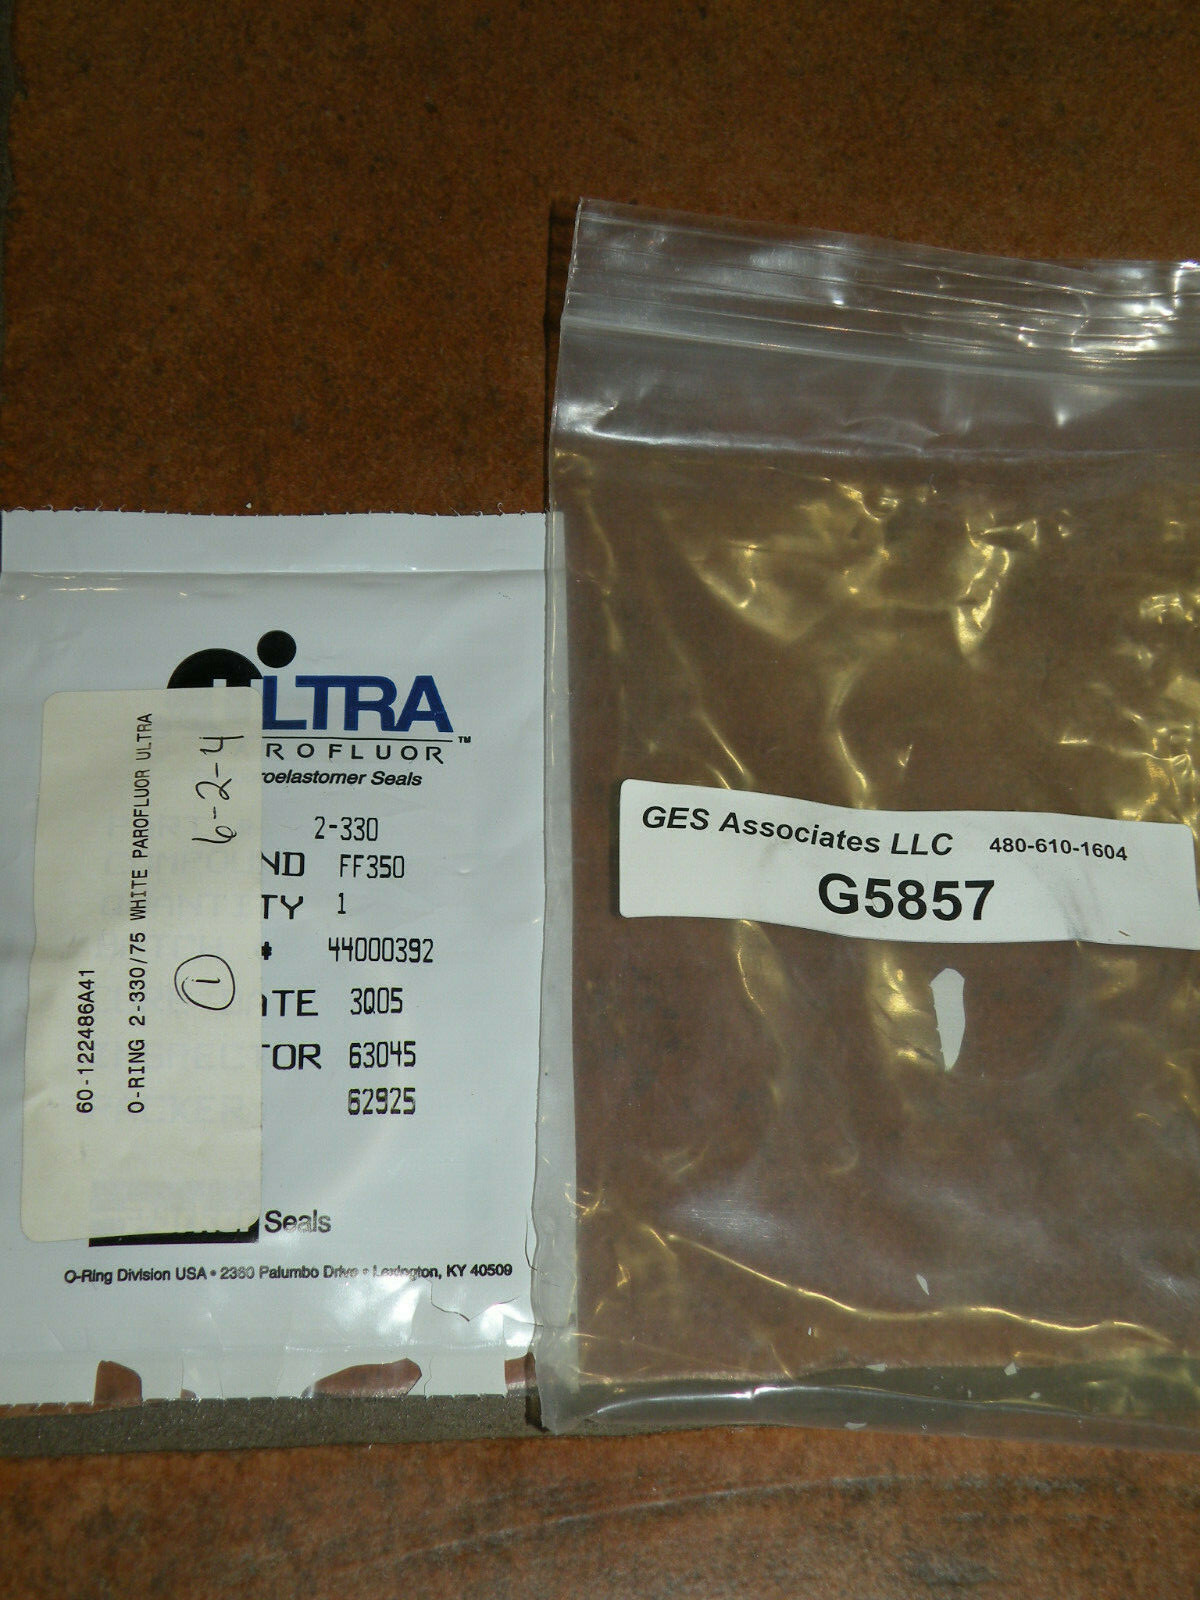 ULTRA
ROFLUOR™
roelastomer Seals
2-330
ND FF350
TY 1
# 44000392
ATE 3Q05
TOR 63045
62925
Seals
O-Ring Division USA • 2360 Palumbo Drive • Lexington, KY 40509
60-122486A41
O-RING 2-330/75 WHITE PAROFLUOR ULTRA
1 6-2-4
GES Associates LLC 480-610-1604
G5857